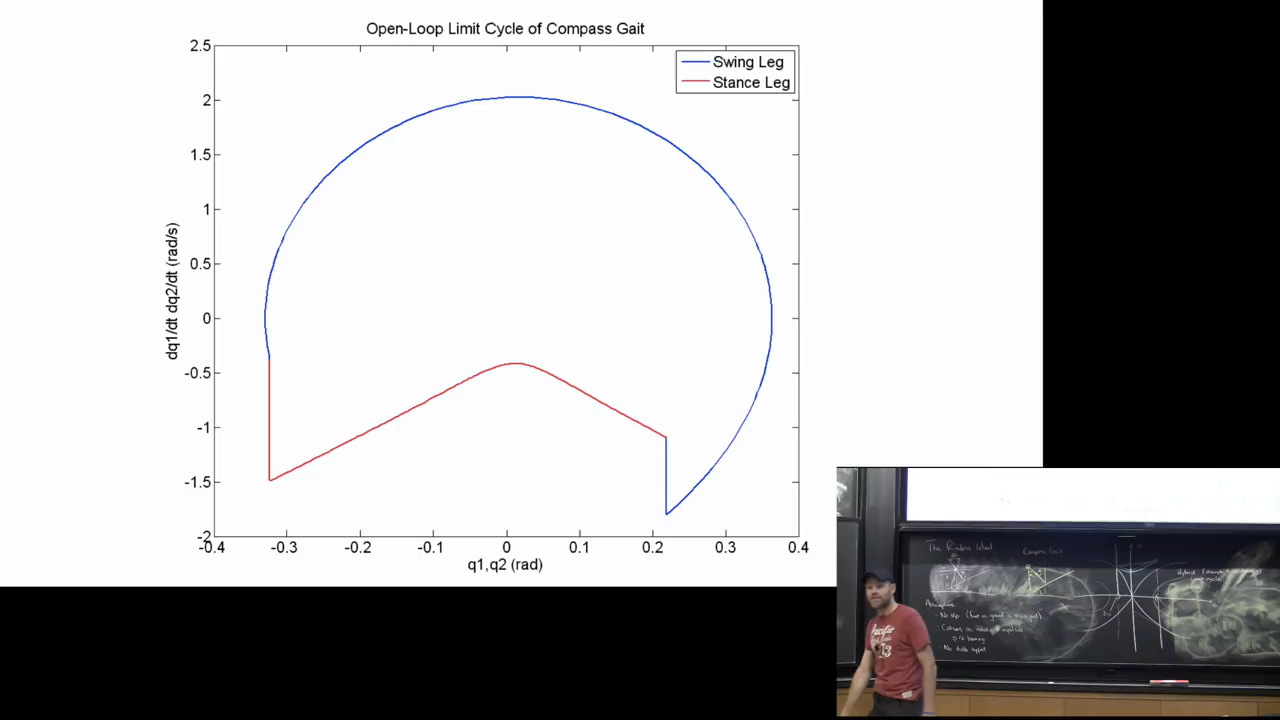 Open-Loop Limit Cycle of Compass Gait
Swing Leg
Stance Leg
2.5
2
1.5
1
0.5
0
-0.5
-1
-1.5
-2
-0.4
-0.3
-0.2
-0.1
0
0.1
0.2
0.3
0.4
dq1/dt dq2/dt (rad/s)
q1,q2 (rad)
The Rimless Wheel
Compass Gait
Assumptions
No slip
Pacific
13